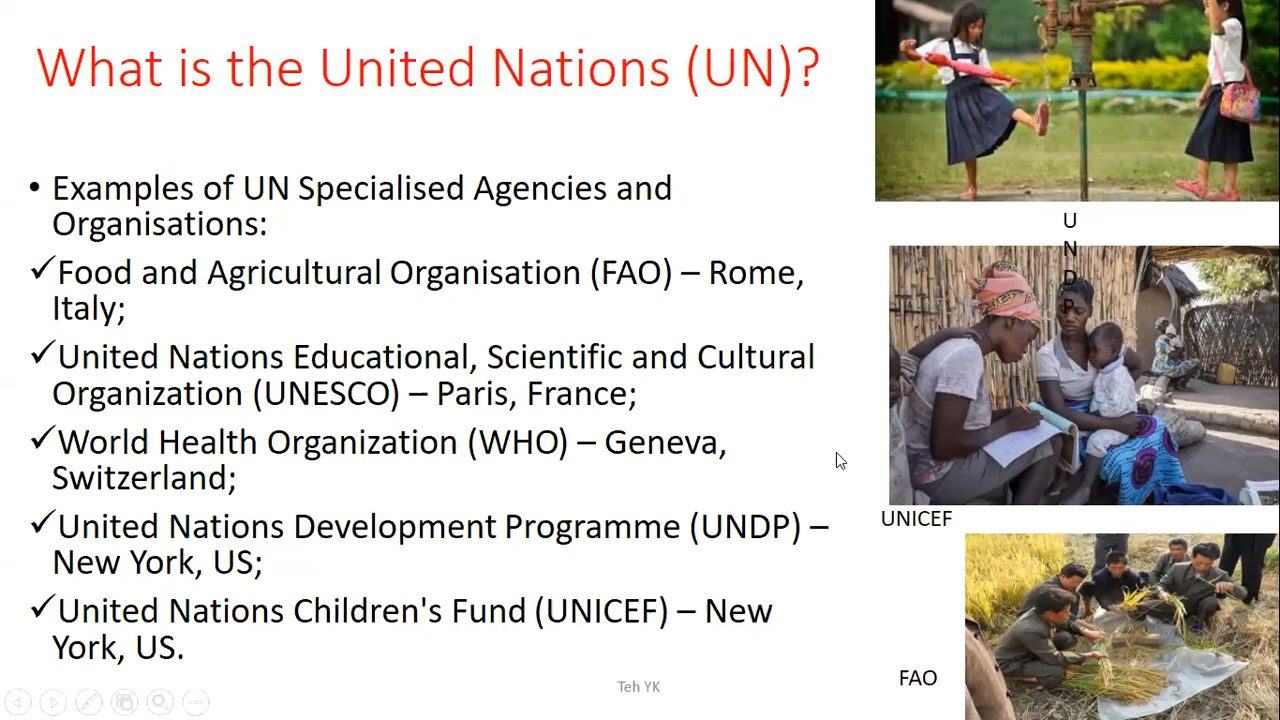 What is the United Nations (UN)?
• Examples of UN Specialised Agencies and
Organisations:
✓Food and Agricultural Organisation (FAO) – Rome,
Italy;
✓United Nations Educational, Scientific and Cultural
Organization (UNESCO) – Paris, France;
✓World Health Organization (WHO) – Geneva,
Switzerland;
✓United Nations Development Programme (UNDP) –
New York, US;
✓United Nations Children's Fund (UNICEF) – New
York, US.
U
N
D
P
UNICEF
FAO
Teh YK